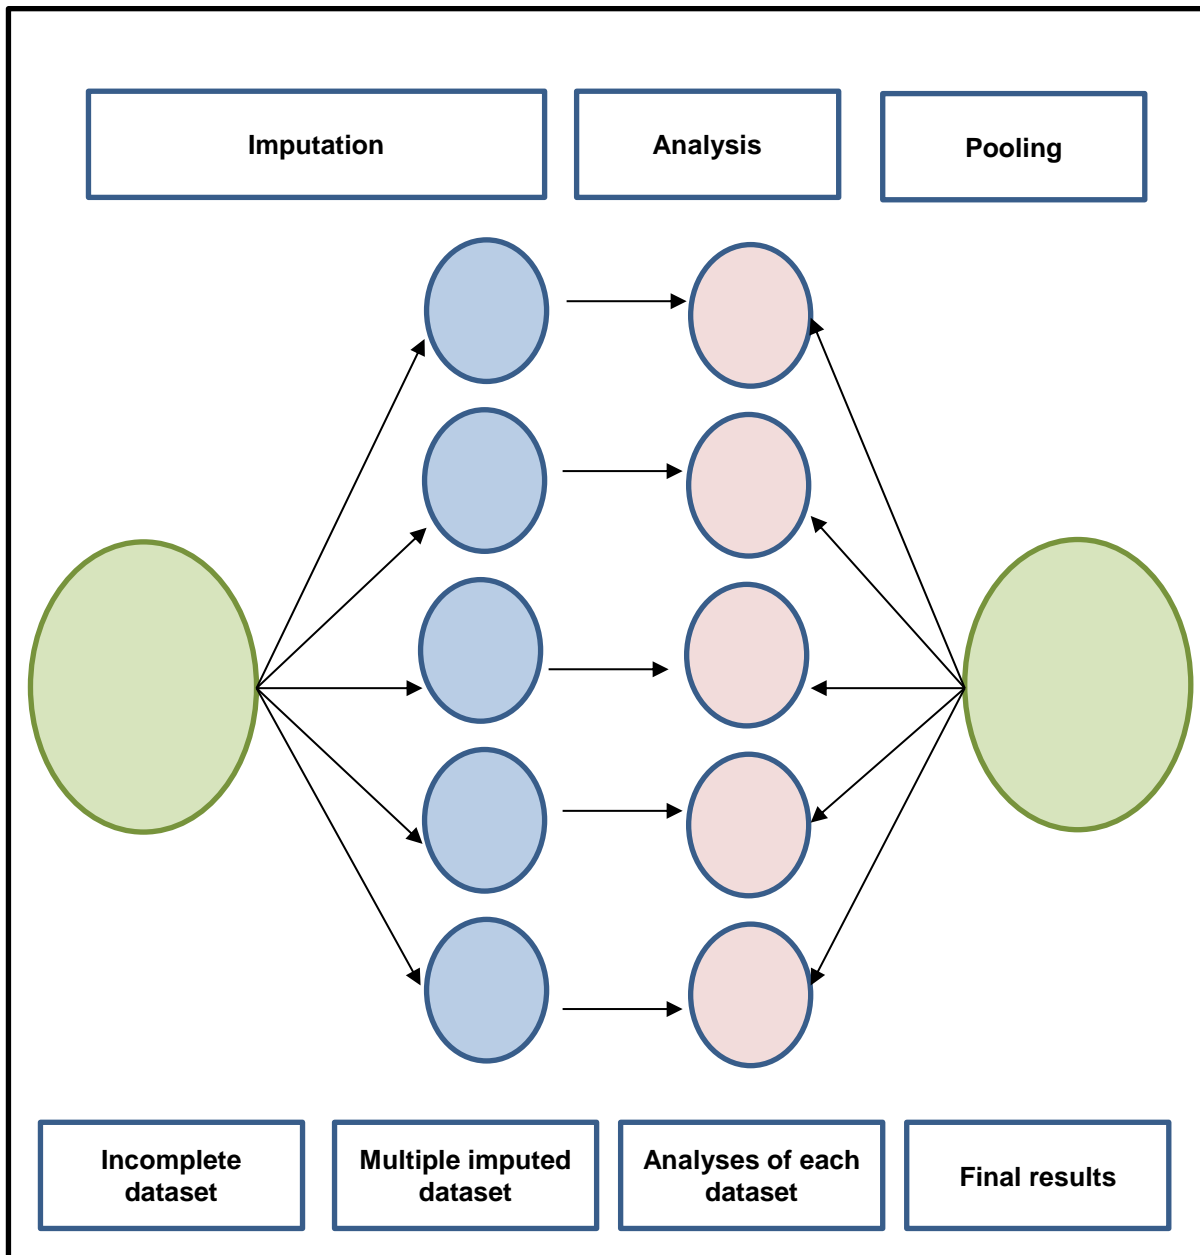 Imputation
Analysis
Pooling
Incomplete
dataset
Multiple imputed
dataset
Analyses of each
dataset
Final results